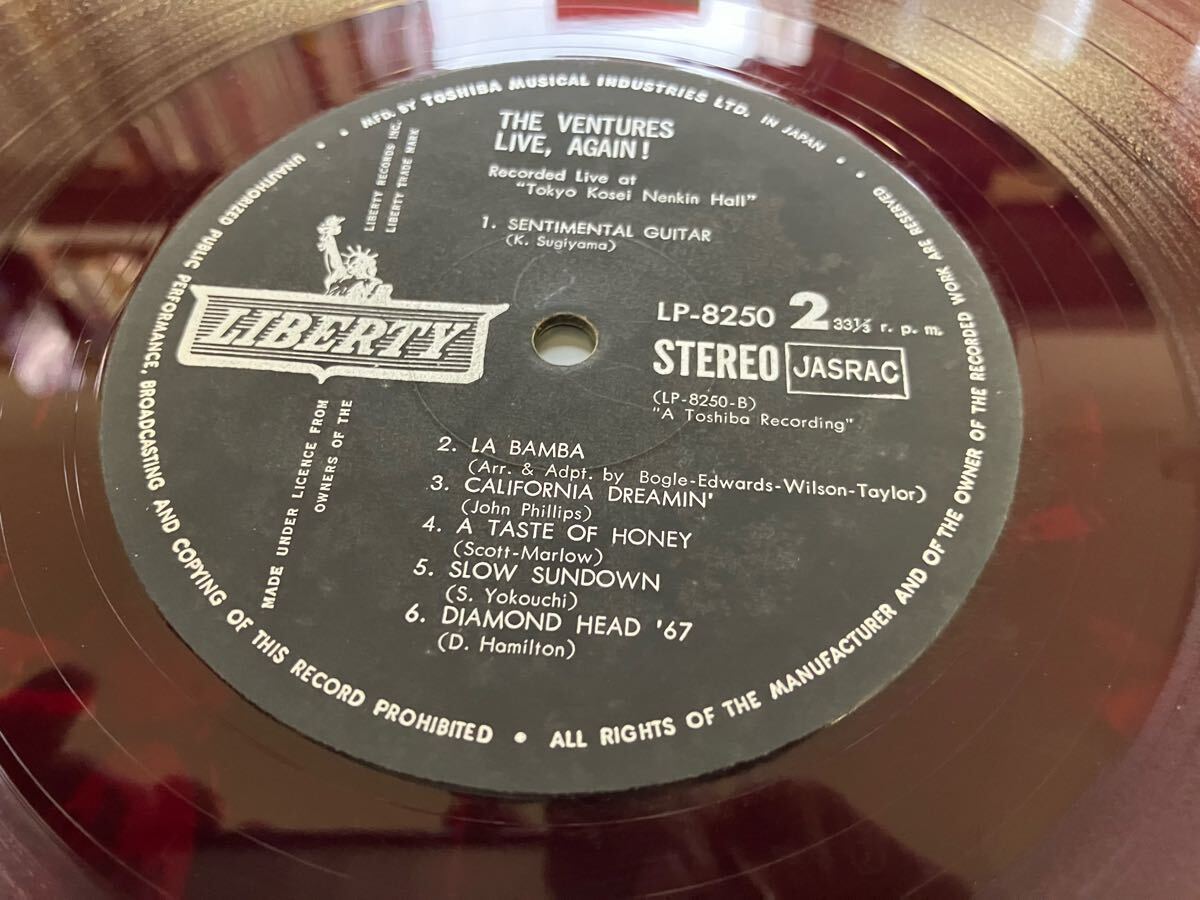 MFD. BY TOSHIBA MUSICAL INDUSTRIES LTD. IN JAPAN •
THE VENTURES
LIVE, AGAIN!
Recorded Live at
"Tokyo Kosei Nenkin Hall"
1. SENTIMENTAL GUITAR
(K. Sugiyama)
LIBERTY RECORDS INC.
LIBERTY TRADE MARK
LIBERTY
LP-8250 2 33⅓ r. p. m.
STEREO JASRAC
(LP-8250-B)
"A Toshiba Recording"
MADE UNDER LICENCE FROM
OWNERS OF THE
2. LA BAMBA
(Arr. & Adpt. by Bogle-Edwards-Wilson-Taylor)
3. CALIFORNIA DREAMIN'
(John Phillips)
4. A TASTE OF HONEY
(Scott-Marlow)
5. SLOW SUNDOWN
(S. Yokouchi)
6. DIAMOND HEAD '67
(D. Hamilton)
• UNAUTHORIZED PUBLIC PERFORMANCE, BROADCASTING AND COPYING OF THIS RECORD PROHIBITED •
ALL RIGHTS OF THE MANUFACTURER AND OF THE OWNER OF THE RECORDED WORK ARE RESERVED •